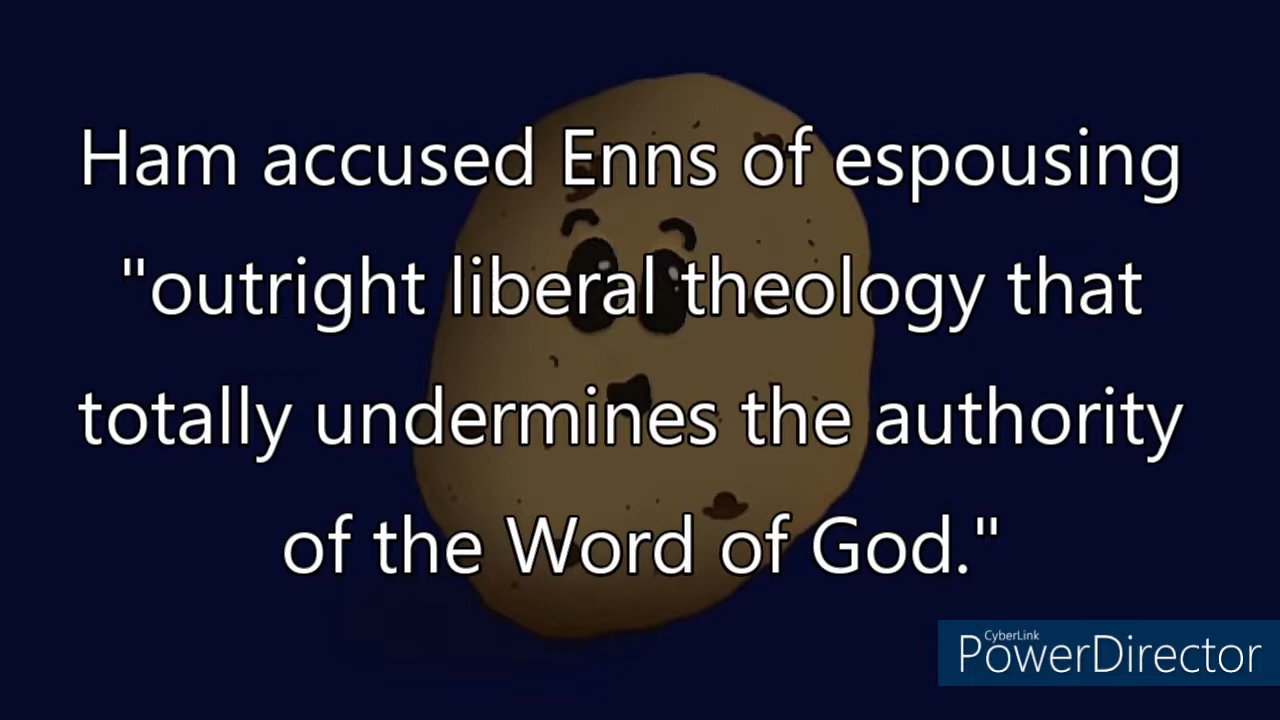 Ham accused Enns of espousing
"outright liberal theology that
totally undermines the authority
of the Word of God."
CyberLink
PowerDirector